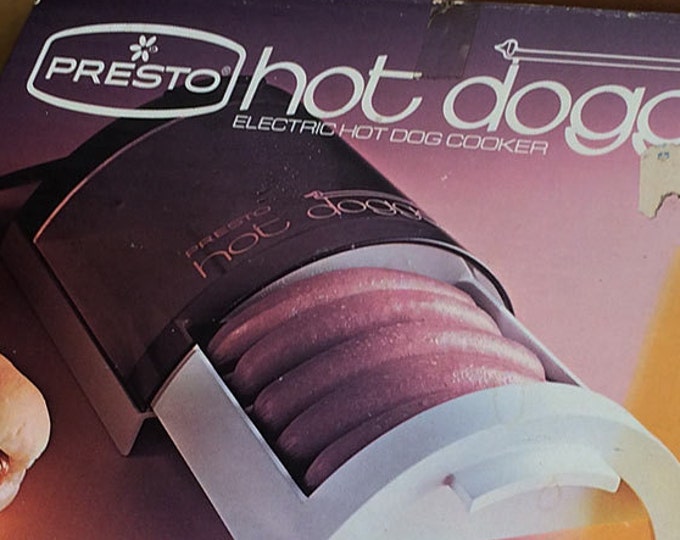 PRESTO®
hot dogg
ELECTRIC HOT DOG COOKER
PRESTO
hot dogg